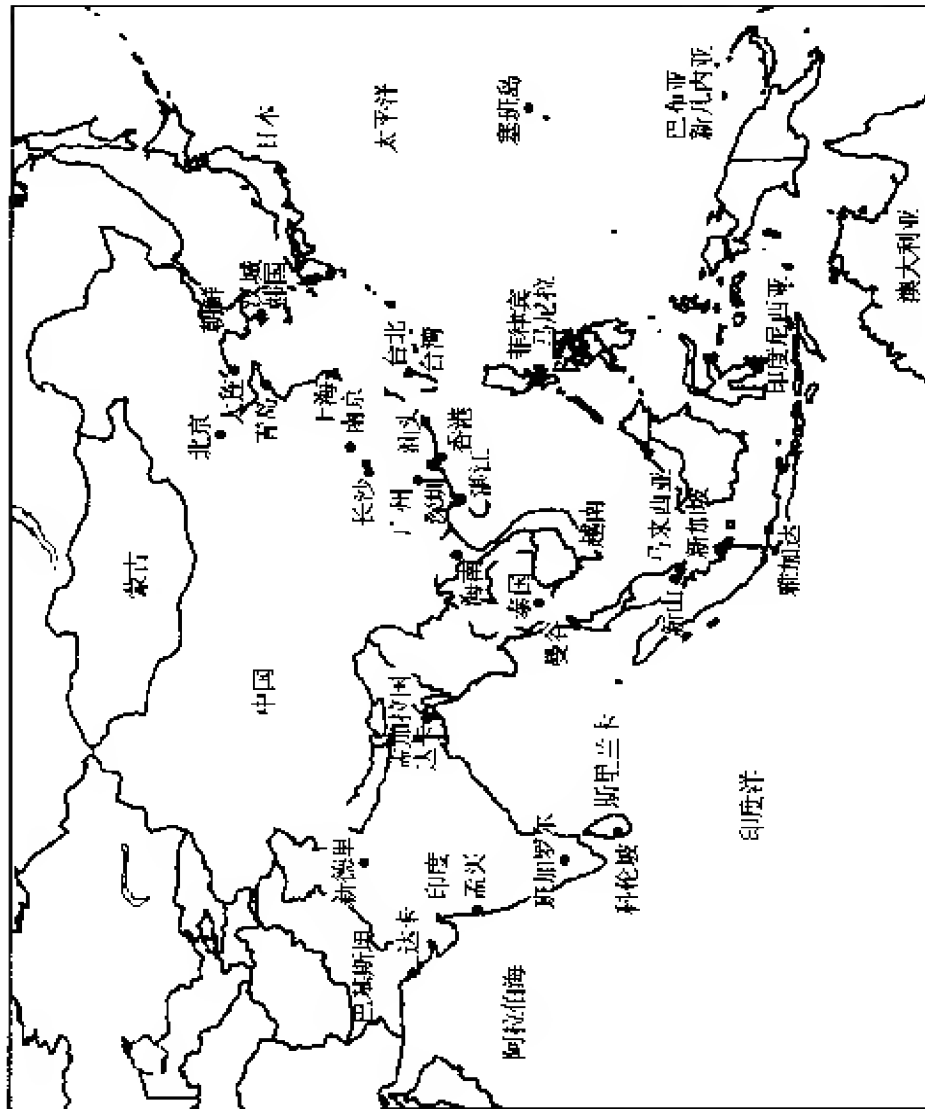 蒙古
北京
朝鲜
大连
汉城
韩国
日本
青岛
中国
上海
南京
新德里
巴基斯坦
长沙
太平洋
台北
台湾
汕头
广州
深圳
香港
湛江
孟加拉国
达卡
达卡
印度
孟买
海南
泰国
塞班岛
菲律宾
马尼拉
阿拉伯海
班加罗尔
曼谷
越南
斯里兰卡
科伦坡
马来西亚
新加坡
新山
巴布亚
新几内亚
印度洋
印度尼西亚
雅加达
澳大利亚